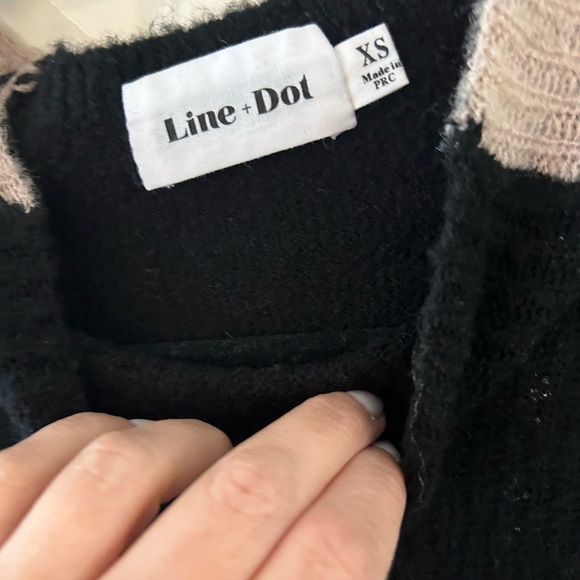 Line + Dot
XS
Made in
PRC